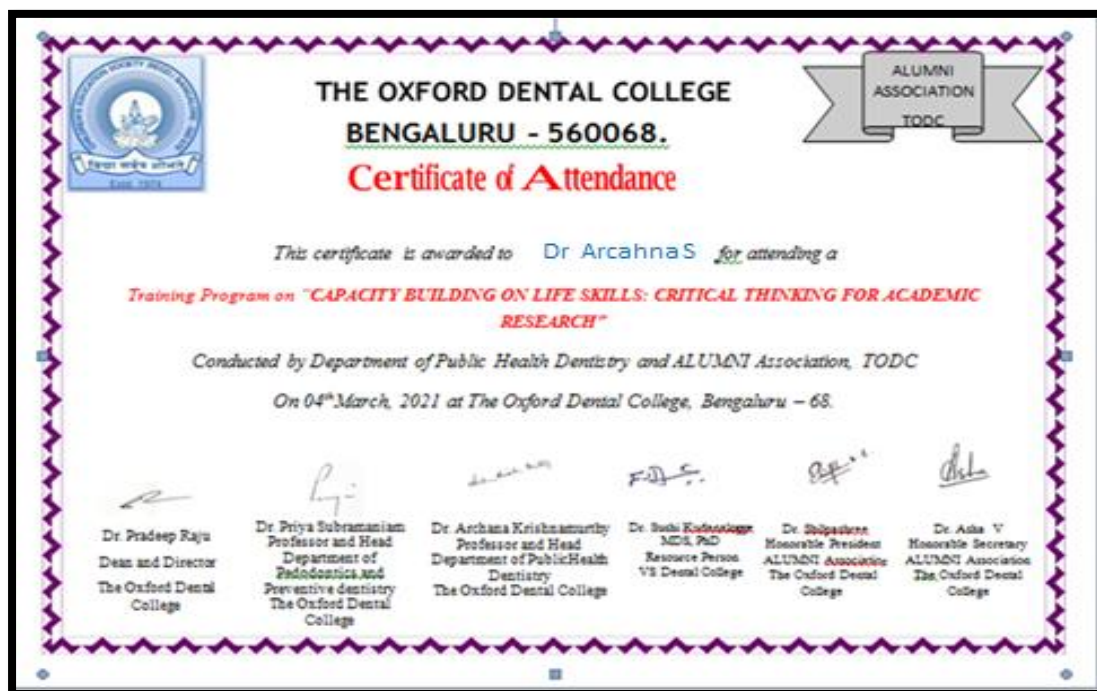 THE OXFORD DENTAL COLLEGE
BENGALURU - 560068.
ALUMNI
ASSOCIATION
TODC
Certificate of Attendance
This certificate is awarded to Dr ArcahnaS for attending a
Training Program on "CAPACITY BUILDING ON LIFE SKILLS: CRITICAL THINKING FOR ACADEMIC
RESEARCH"
Conducted by Department of Public Health Dentistry and ALUMNI Association, TODC
On 04th March, 2021 at The Oxford Dental College, Bengaluru – 68.
Dr. Pradeep Raju
Dean and Director
The Oxford Dental
College
Dr. Priya Subramaniam
Professor and Head
Department of
Pedodontics and
Preventive dentistry
The Oxford Dental
College
Dr. Archana Krishnamurthy
Professor and Head
Department of PublicHealth
Dentistry
The Oxford Dental College
Dr. Sushi
MDS, PhD
Resource Person
VS Dental College
Dr. Shilpashree
Honorable President
ALUMNI Association
The Oxford Dental
College
Dr. Asha V
Honorable Secretary
ALUMNI Association
The Oxford Dental
College